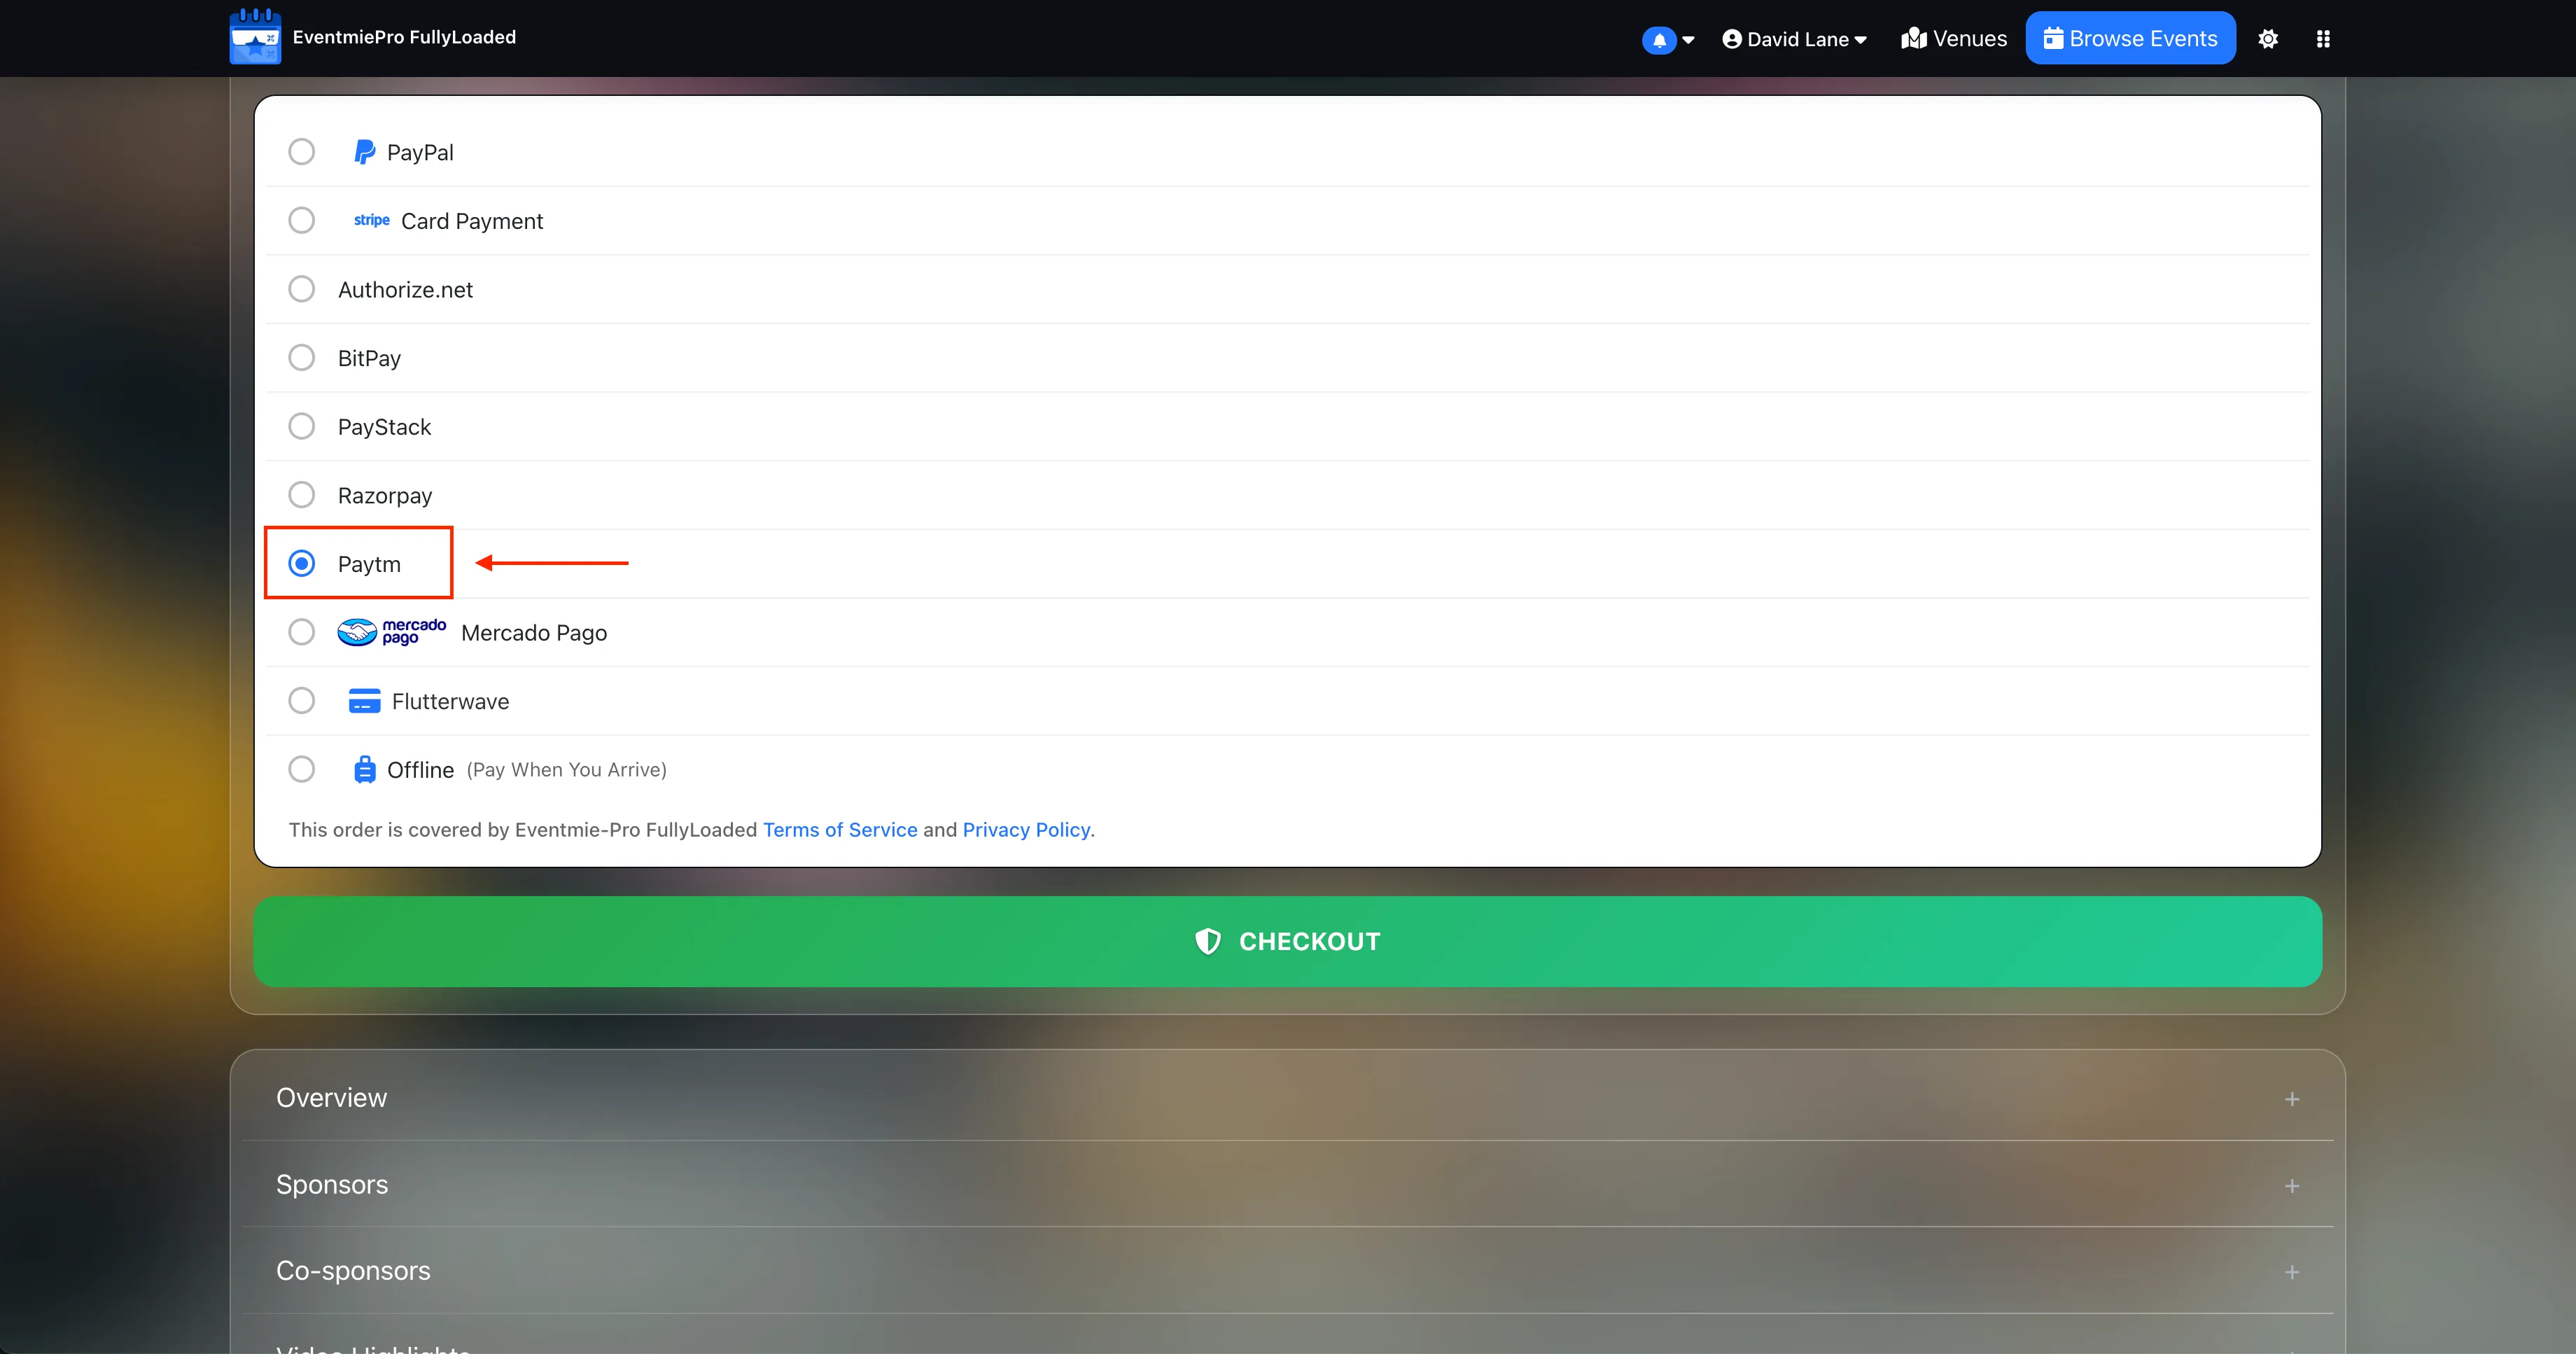 EventmiePro FullyLoaded
David Lane
Venues
Browse Events
PayPal
stripe Card Payment
Authorize.net
BitPay
PayStack
Razorpay
Paytm
mercado pago Mercado Pago
Flutterwave
Offline (Pay When You Arrive)
This order is covered by Eventmie-Pro FullyLoaded Terms of Service and Privacy Policy.
CHECKOUT
Overview
Sponsors
Co-sponsors
Video Highlights